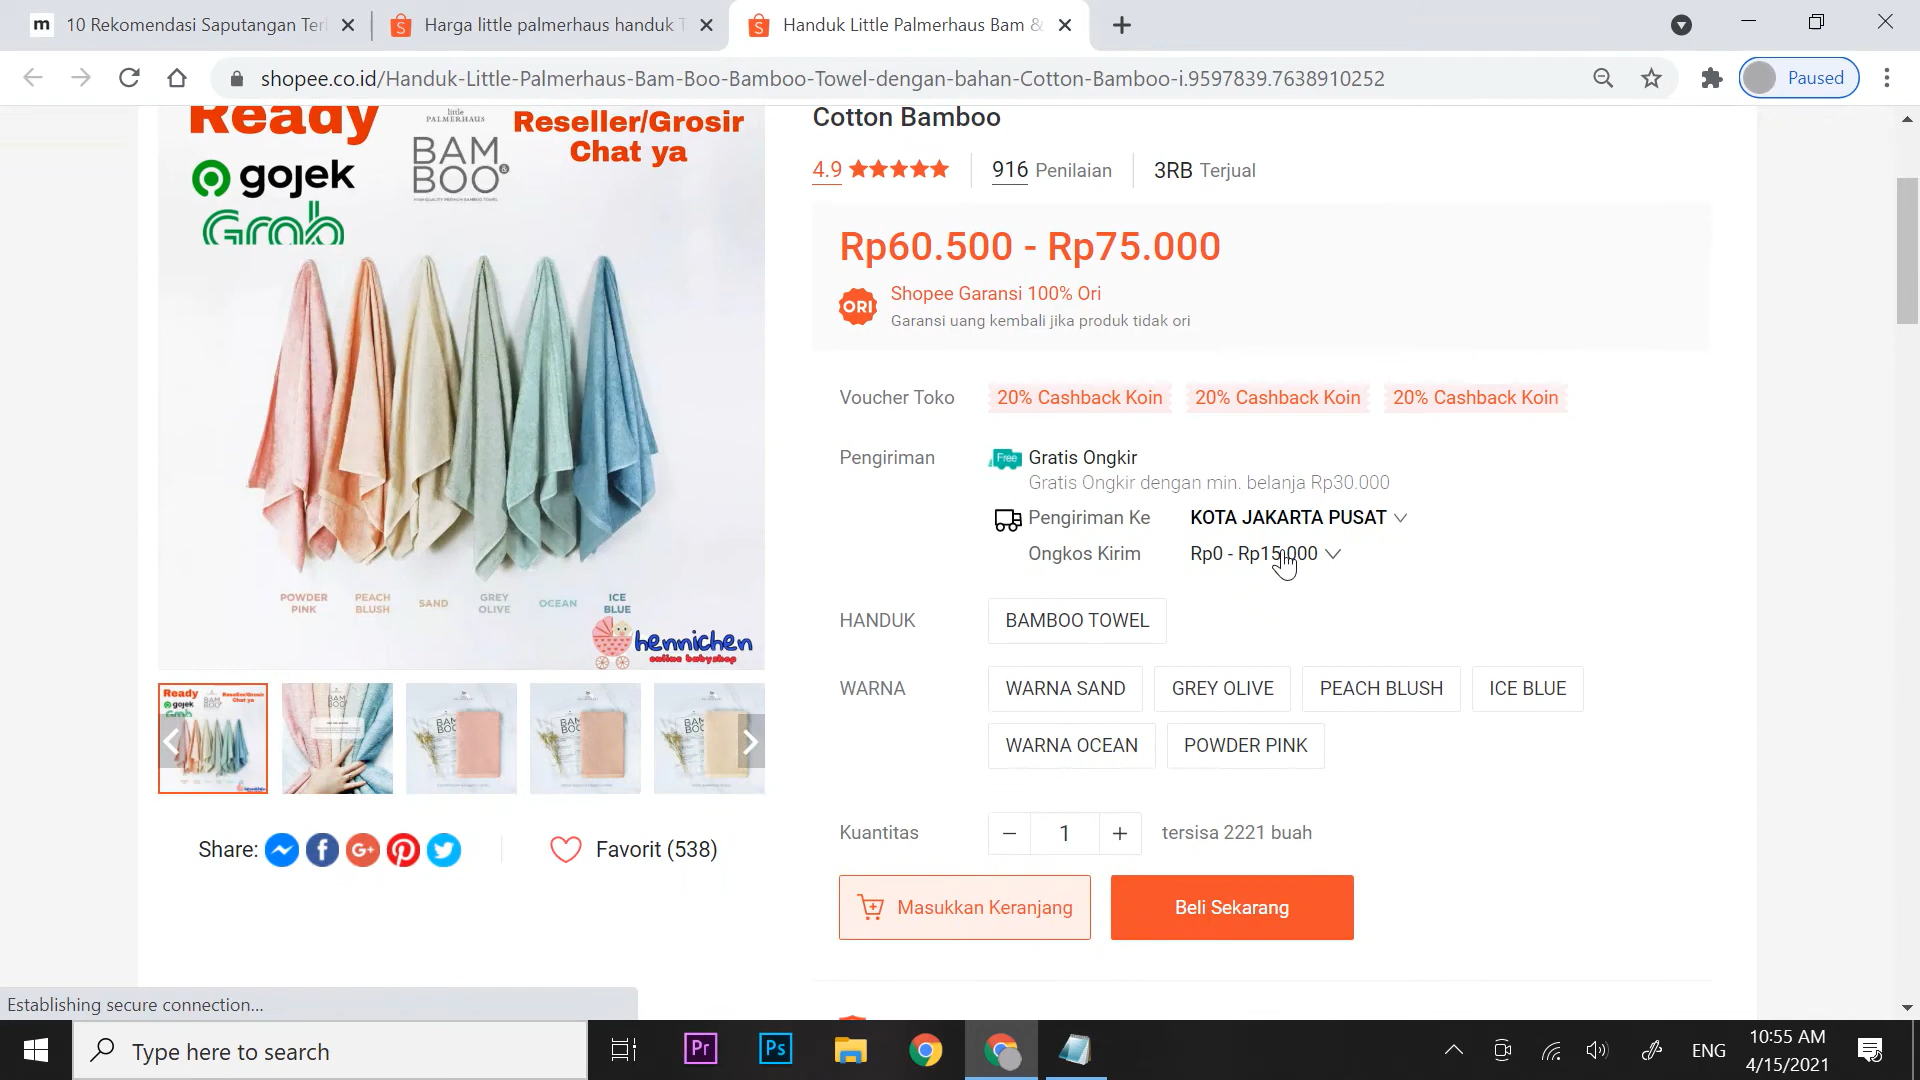 10 Rekomendasi Saputangan Ter
Harga little palmerhaus handuk T
Handuk Little Palmerhaus Bam &
shopee.co.id/Handuk-Little-Palmerhaus-Bam-Boo-Bamboo-Towel-dengan-bahan-Cotton-Bamboo-i.9597839.7638910252
Paused
Ready
gojek
Grab
little
PALMERHAUS
BAM
BOO&
HIGH QUALITY PREMIUM BAMBOO TOWEL
Reseller/Grosir
Chat ya
POWDER PINK
PEACH BLUSH
SAND
GREY OLIVE
OCEAN
ICE BLUE
hennichen
online babyshop
Share:
Favorit (538)
Cotton Bamboo
4.9
916 Penilaian
3RB Terjual
Rp60.500 - Rp75.000
ORI
Shopee Garansi 100% Ori
Garansi uang kembali jika produk tidak ori
Voucher Toko
20% Cashback Koin
20% Cashback Koin
20% Cashback Koin
Pengiriman
Free
Gratis Ongkir
Gratis Ongkir dengan min. belanja Rp30.000
Pengiriman Ke KOTA JAKARTA PUSAT
Ongkos Kirim Rp0 - Rp15.000
HANDUK
BAMBOO TOWEL
WARNA
WARNA SAND
GREY OLIVE
PEACH BLUSH
ICE BLUE
WARNA OCEAN
POWDER PINK
Kuantitas
1
tersisa 2221 buah
Masukkan Keranjang
Beli Sekarang
Establishing secure connection...
Type here to search
Pr
Ps
ENG
10:55 AM
4/15/2021